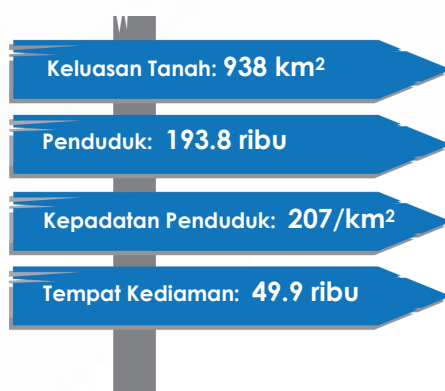 Keluasan Tanah: 938 km²
Penduduk: 193.8 ribu
Kepadatan Penduduk: 207/km²
Tempat Kediaman: 49.9 ribu